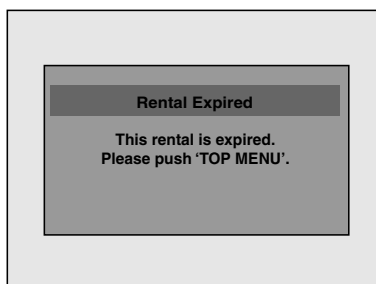 Rental Expired
This rental is expired.
Please push ‘TOP MENU’.